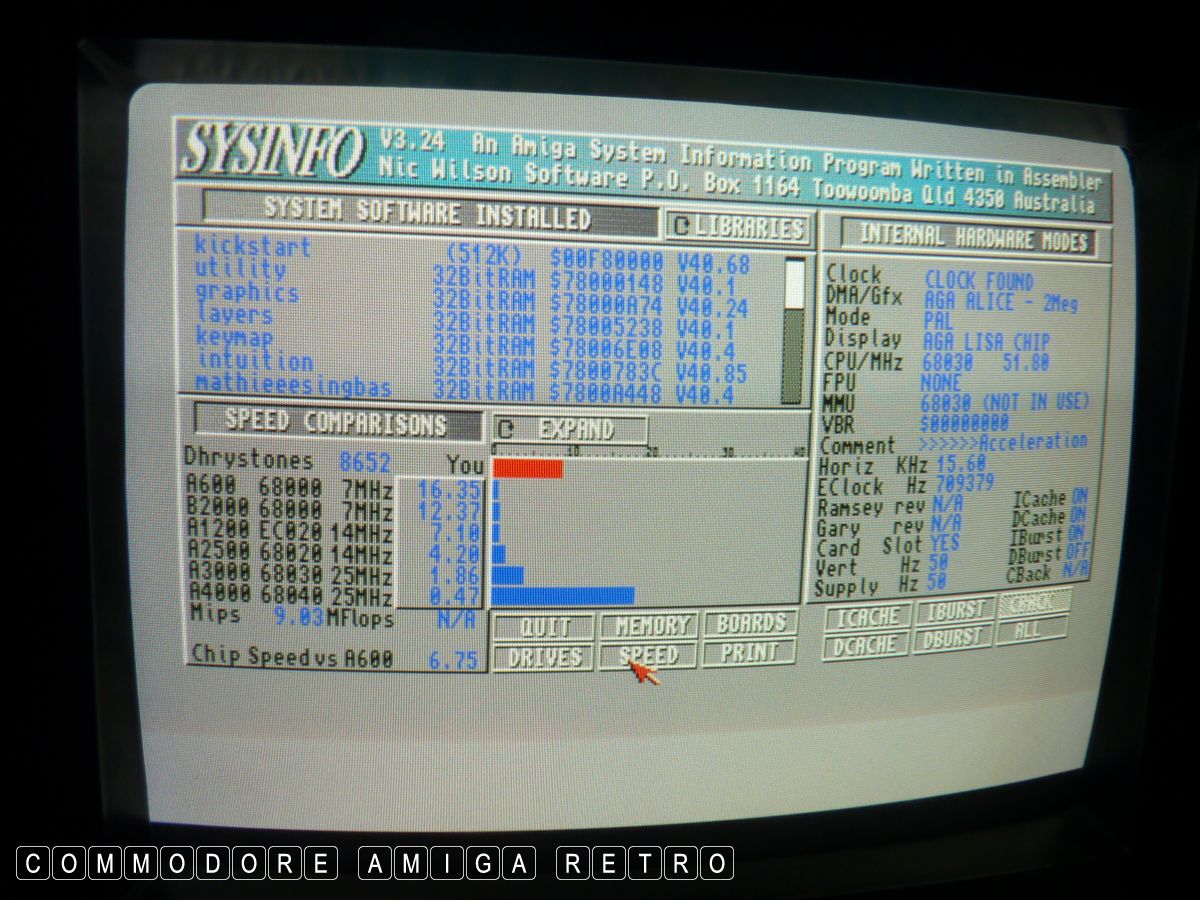 SYSINFO
V3.24 An Amiga System Information Program Written in Assembler
Nic Wilson Software P.O. Box 1164 Toowoomba Qld 4350 Australia
SYSTEM SOFTWARE INSTALLED
LIBRARIES
kickstart (512K) $00F80000 V40.68
utility 32BitRAM $78000148 V40.1
graphics 32BitRAM $78000A74 V40.24
layers 32BitRAM $78005238 V40.1
keymap 32BitRAM $78006E08 V40.4
intuition 32BitRAM $7800783C V40.85
mathieeesingbas 32BitRAM $7800A448 V40.4
INTERNAL HARDWARE MODES
Clock CLOCK FOUND
DMA/Gfx AGA ALICE - 2Meg
Mode PAL
Display AGA LISA CHIP
CPU/MHz 68030 51.80
FPU NONE
MMU 68030 (NOT IN USE)
VBR $00000000
Comment >>>>>>Acceleration
Horiz KHz 15.60
EClock Hz 709379
Ramsey rev N/A
Gary rev N/A
Card Slot YES
Vert Hz 50
Supply Hz 50
ICache ON
DCache ON
IBurst ON
DBurst OFF
CBack N/A
SPEED COMPARISONS
EXPAND
Dhrystones 8652 You
0 10 20 30 40
A600 68000 7MHz 16.35
B2000 68000 7MHz 12.37
A1200 EC020 14MHz 7.10
A2500 68020 14MHz 4.20
A3000 68030 25MHz 1.86
A4000 68040 25MHz 0.47
Mips 9.03 MFlops N/A
Chip Speed vs A600 6.75
QUIT MEMORY BOARDS
DRIVES SPEED PRINT
ICACHE IBURST CBACK
DCACHE DBURST ALL
COMMODORE AMIGA RETRO